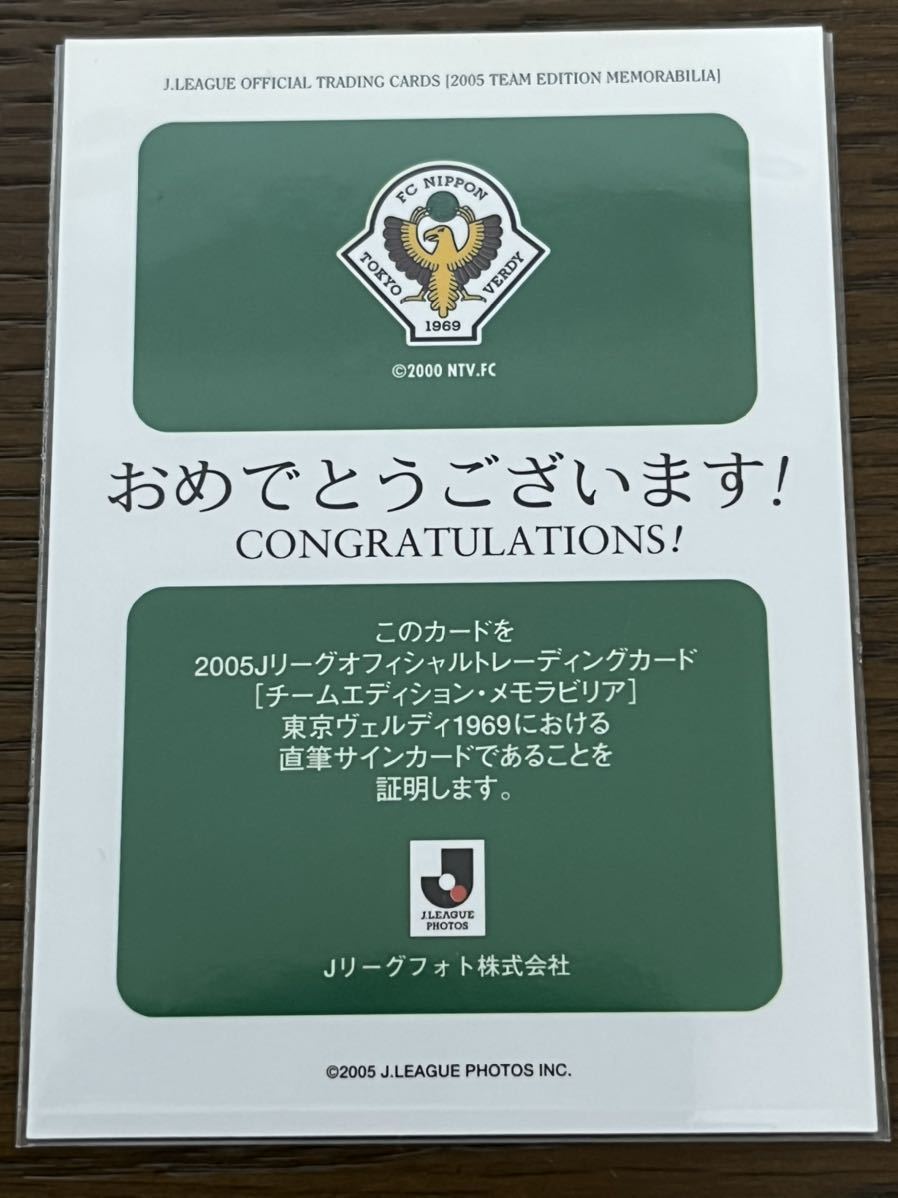 J.LEAGUE OFFICIAL TRADING CARDS [2005 TEAM EDITION MEMORABILIA]
FC NIPPON
TOKYO
VERDY
1969
©2000 NTV.FC
おめでとうございます!
CONGRATULATIONS!
このカードを
2005Jリーグオフィシャルトレーディングカード
[チームエディション・メモラビリア]
東京ヴェルディ1969における
直筆サインカードであることを
証明します。
J.LEAGUE
PHOTOS
Jリーグフォト株式会社
©2005 J.LEAGUE PHOTOS INC.